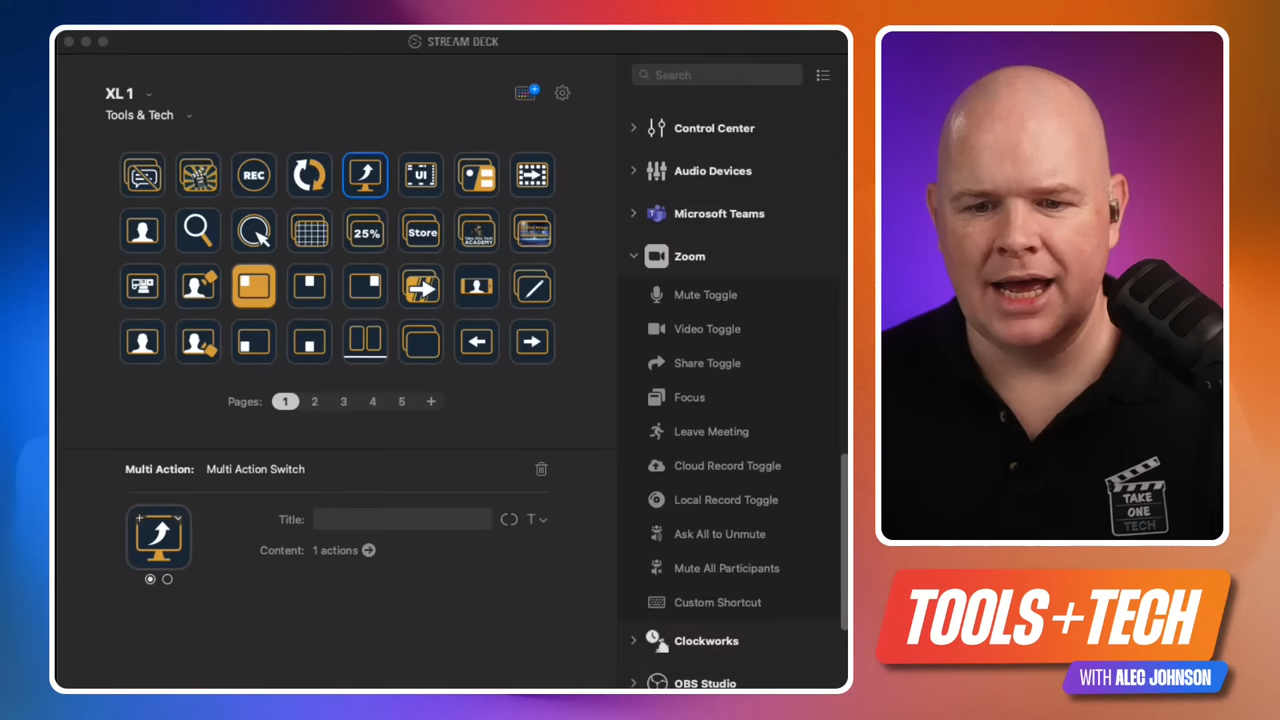 STREAM DECK
XL 1
Tools & Tech
REC
UI
25%
Store
ACADEMY
Pages: 1 2 3 4 5 +
Multi Action: Multi Action Switch
Title:
T
Content: 1 actions
Search
Control Center
Audio Devices
Microsoft Teams
Zoom
Mute Toggle
Video Toggle
Share Toggle
Focus
Leave Meeting
Cloud Record Toggle
Local Record Toggle
Ask All to Unmute
Mute All Participants
Custom Shortcut
Clockworks
OBS Studio
TAKE
ONE
TECH
TOOLS+TECH
WITH ALEC JOHNSON